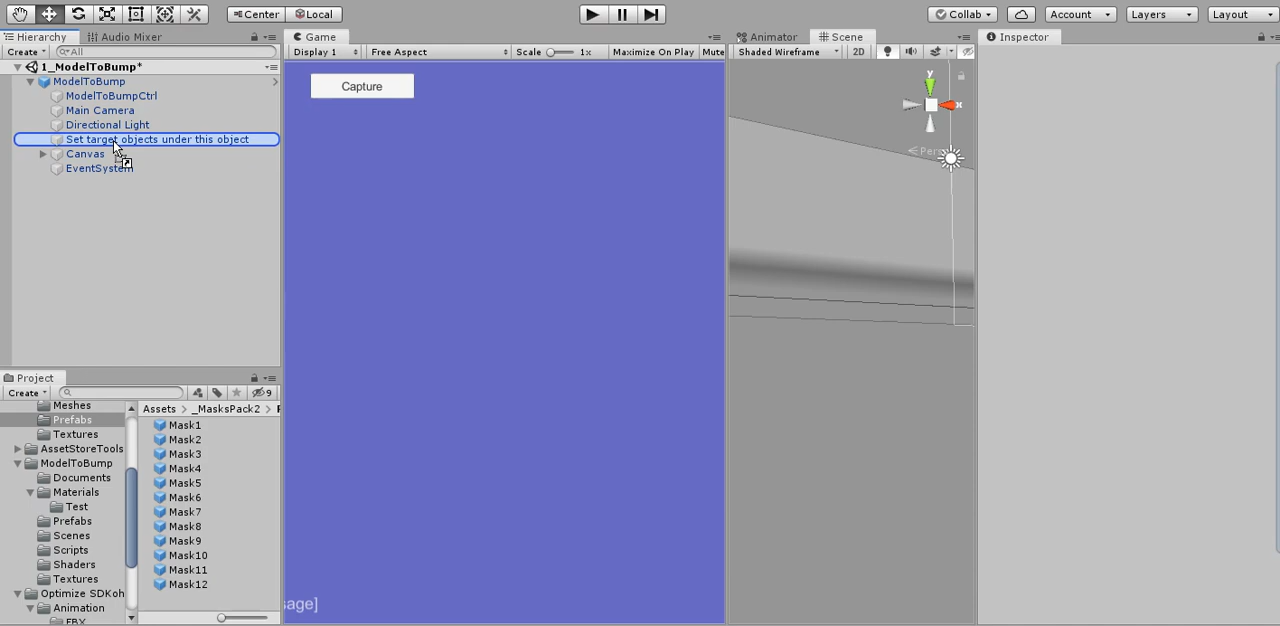 Center Local Collab Account Layers Layout
Hierarchy Audio Mixer
Create All
1_ModelToBump*
ModelToBump
ModelToBumpCtrl
Main Camera
Directional Light
Set target objects under this object
Canvas
EventSystem
Game
Display 1 Free Aspect Scale 1x Maximize On Play Mute
Capture
sage]
Animator Scene
Shaded Wireframe 2D
y
x
Pers
Inspector
Project
Create 9
Meshes
Prefabs
Textures
AssetStoreTools
ModelToBump
Documents
Materials
Test
Prefabs
Scenes
Scripts
Shaders
Textures
Optimize SDKoh
Animation
FBX
Assets > _MasksPack2 >
Mask1
Mask2
Mask3
Mask4
Mask5
Mask6
Mask7
Mask8
Mask9
Mask10
Mask11
Mask12